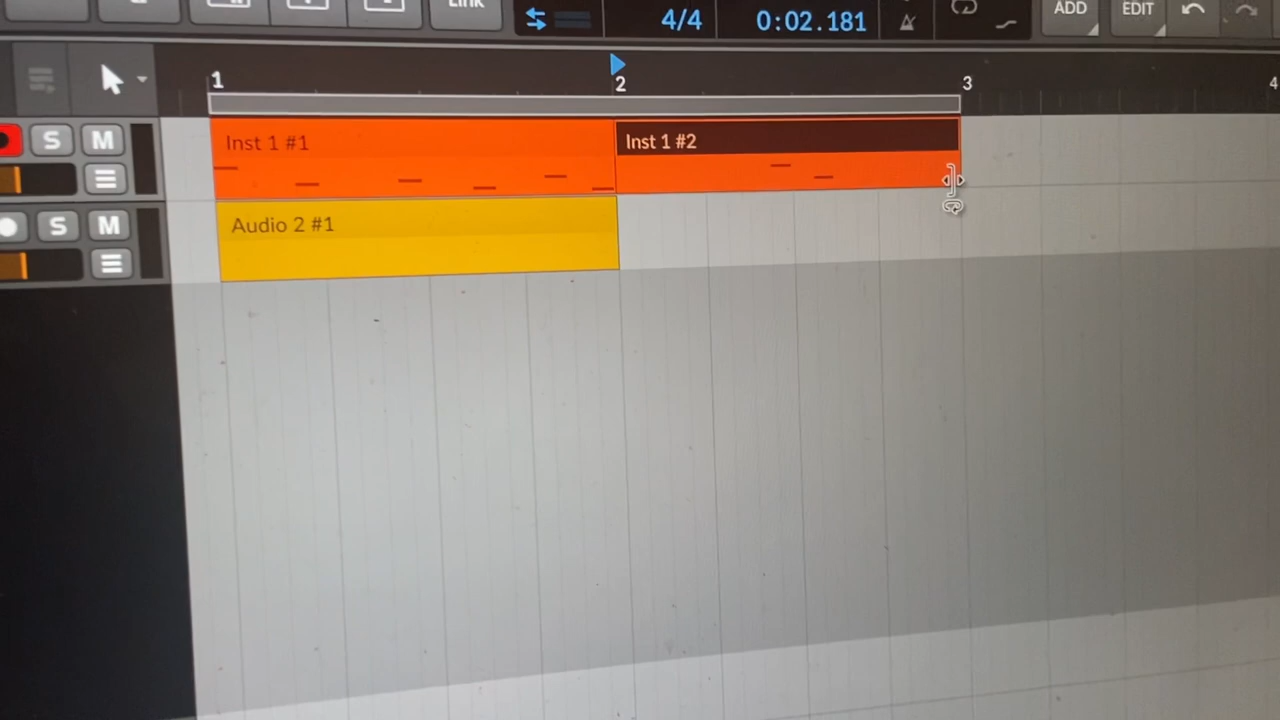 Link
4/4
0:02.181
ADD
EDIT
1
2
3
4
S
M
Inst 1 #1
Inst 1 #2
S
M
Audio 2 #1